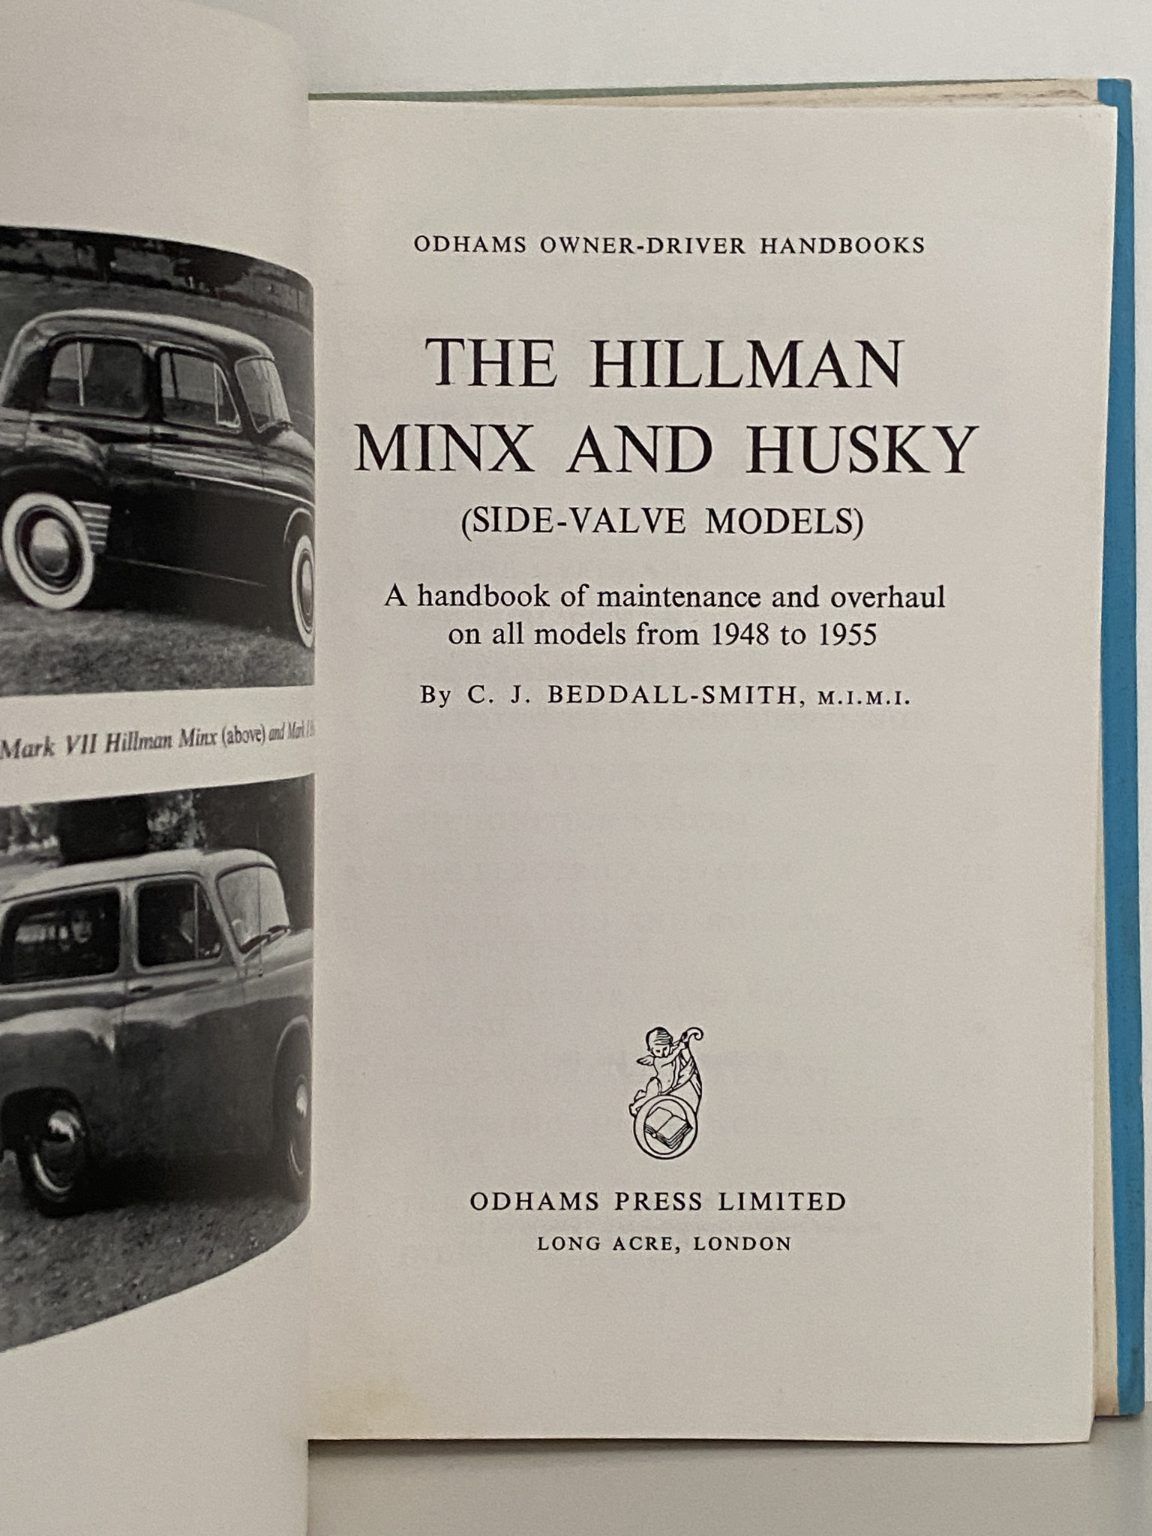 Mark VII Hillman Minx (above) and Mark
ODHAMS OWNER-DRIVER HANDBOOKS
THE HILLMAN
MINX AND HUSKY
(SIDE-VALVE MODELS)
A handbook of maintenance and overhaul
on all models from 1948 to 1955
By C. J. BEDDALL-SMITH, M.I.M.I.
ODHAMS PRESS LIMITED
LONG ACRE, LONDON